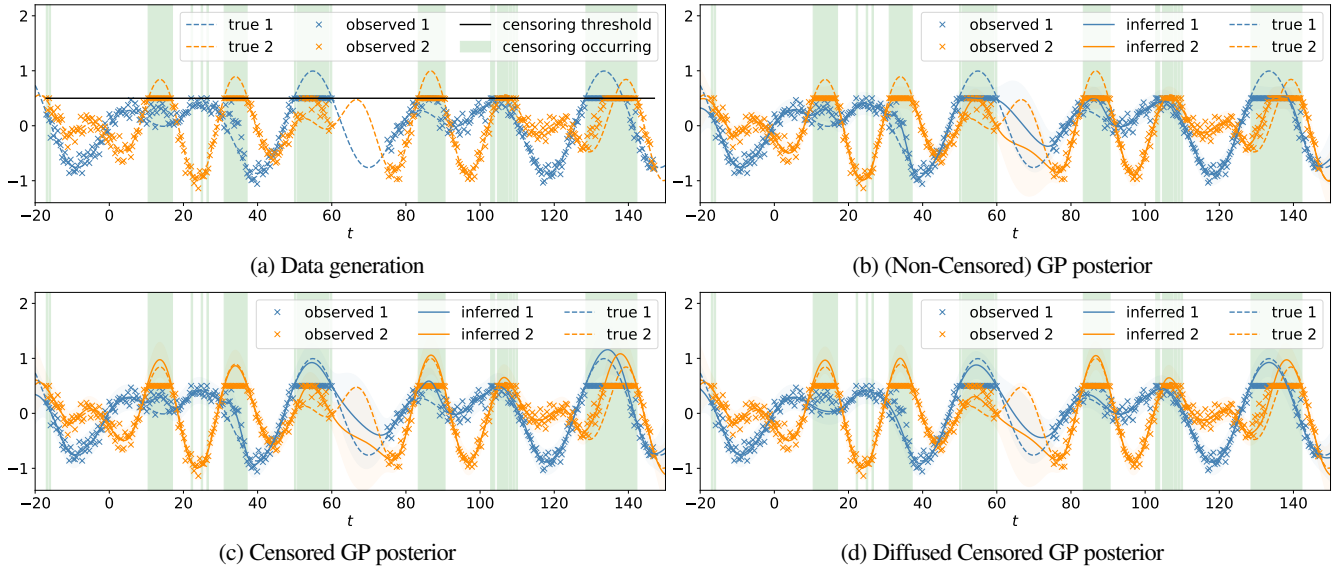 true 1 observed 1 censoring threshold
true 2 observed 2 censoring occurring
2
1
0
−1
−20 0 20 40 60 80 100 120 140
t
(a) Data generation
observed 1 inferred 1 true 1
observed 2 inferred 2 true 2
2
1
0
−1
−20 0 20 40 60 80 100 120 140
t
(b) (Non-Censored) GP posterior
observed 1 inferred 1 true 1
observed 2 inferred 2 true 2
2
1
0
−1
−20 0 20 40 60 80 100 120 140
t
(c) Censored GP posterior
observed 1 inferred 1 true 1
observed 2 inferred 2 true 2
2
1
0
−1
−20 0 20 40 60 80 100 120 140
t
(d) Diffused Censored GP posterior